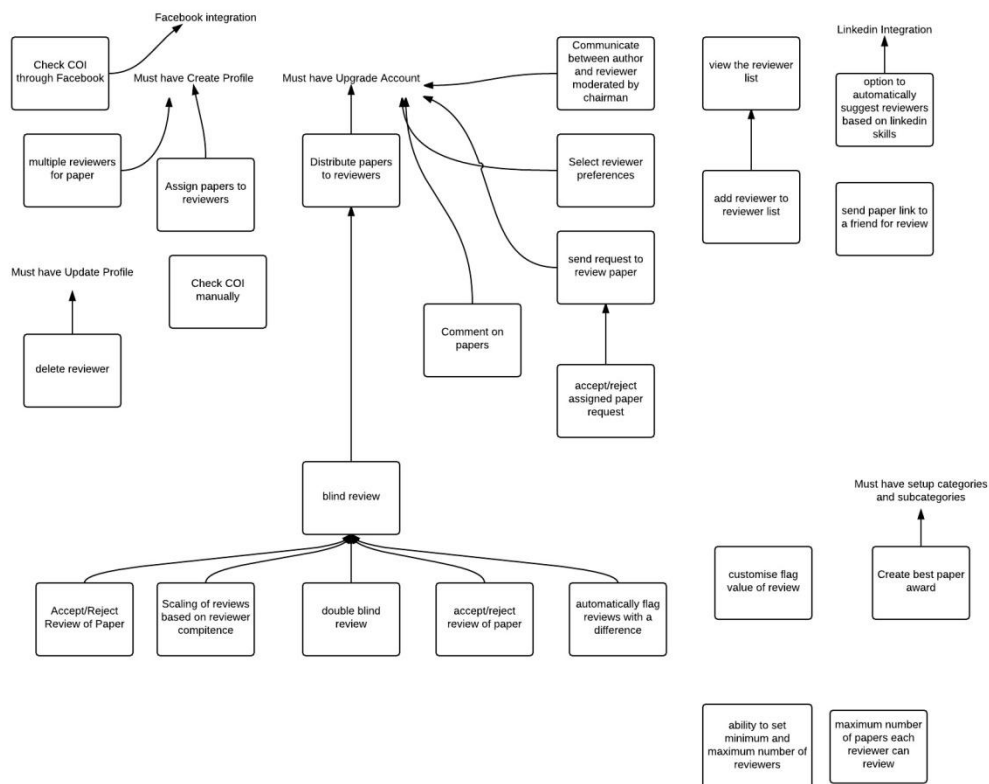 Facebook integration
Check COI
through Facebook
Must have Create Profile
Must have Upgrade Account
Communicate
between author
and reviewer
moderated by
chairman
view the reviewer
list
Linkedin Integration
option to
automatically
suggest reviewers
based on linkedin
skills
multiple reviewers
for paper
Assign papers to
reviewers
Distribute papers
to reviewers
Select reviewer
preferences
add reviewer to
reviewer list
send paper link to
a friend for review
Must have Update Profile
Check COI
manually
send request to
review paper
delete reviewer
Comment on
papers
accept/reject
assigned paper
request
blind review
Must have setup categories
and subcategories
Accept/Reject
Review of Paper
Scaling of reviews
based on reviewer
compitence
double blind
review
accept/reject
review of paper
automatically flag
reviews with a
difference
customise flag
value of review
Create best paper
award
ability to set
minimum and
maximum number of
reviewers
maximum number
of papers each
reviewer can
review